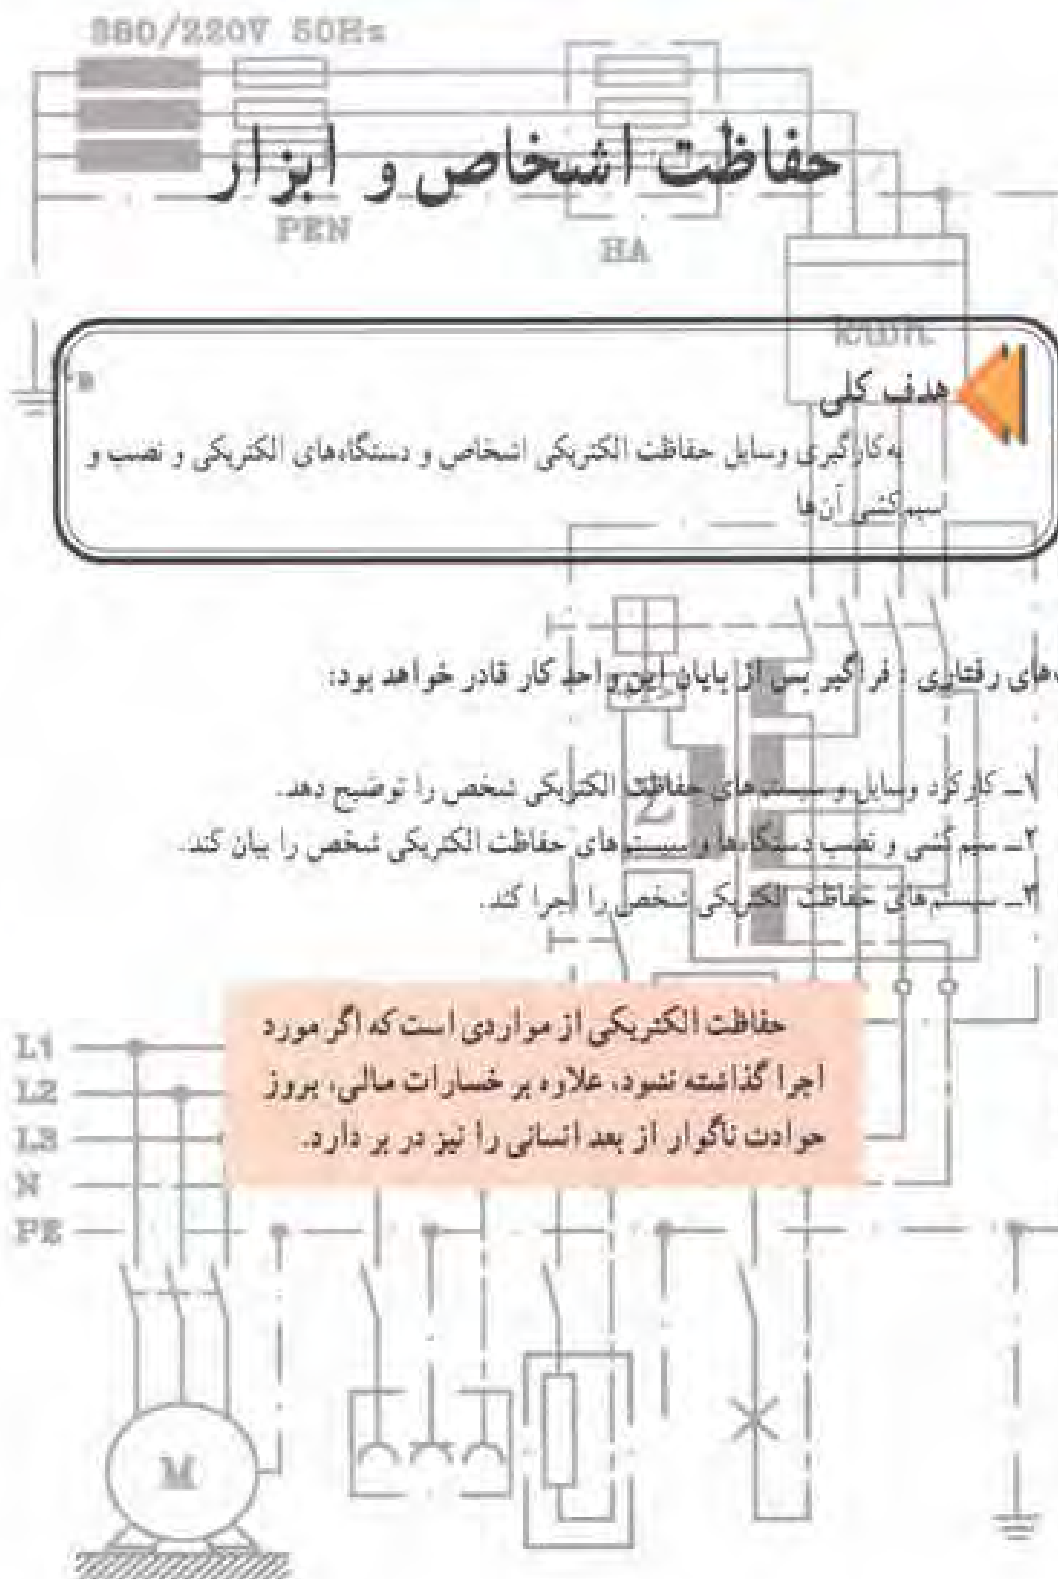 380/220V 50Hz
حفاظت اشخاص و ابزار
PEN
HA
هدف کلی
به‌کارگیری وسایل حفاظت الکتریکی اشخاص و دستگاه‌های الکتریکی و نصب و
سیم‌کشی آن‌ها
های رفتاری : فراگیر پس از پایان این واحد کار قادر خواهد بود:
۱ــ کارکرد وسایل و سیستم‌های حفاظت الکتریکی شخص را توضیح دهد.
۲ــ سیم‌کشی و نصب دستگاه‌ها و سیستم‌های حفاظت الکتریکی شخص را بیان کند.
۳ــ سیستم‌های حفاظت الکتریکی شخص را اجرا کند.
حفاظت الکتریکی از مواردی است که اگر مورد
اجرا گذاشته نشود، علاوه بر خسارات مالی، بروز
حوادث ناگوار از بعد انسانی را نیز در بر دارد.
L1
L2
L3
N
PE
M